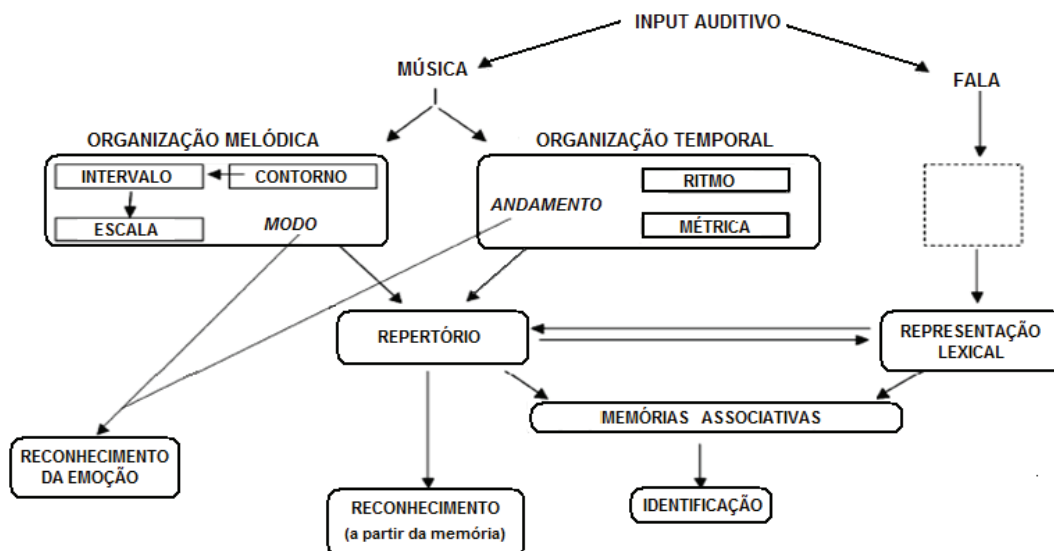 INPUT AUDITIVO
MÚSICA
FALA
ORGANIZAÇÃO MELÓDICA
ORGANIZAÇÃO TEMPORAL
INTERVALO
CONTORNO
ESCALA
MODO
ANDAMENTO
RITMO
MÉTRICA
REPERTÓRIO
REPRESENTAÇÃO
LEXICAL
MEMÓRIAS ASSOCIATIVAS
RECONHECIMENTO
DA EMOÇÃO
RECONHECIMENTO
(a partir da memória)
IDENTIFICAÇÃO